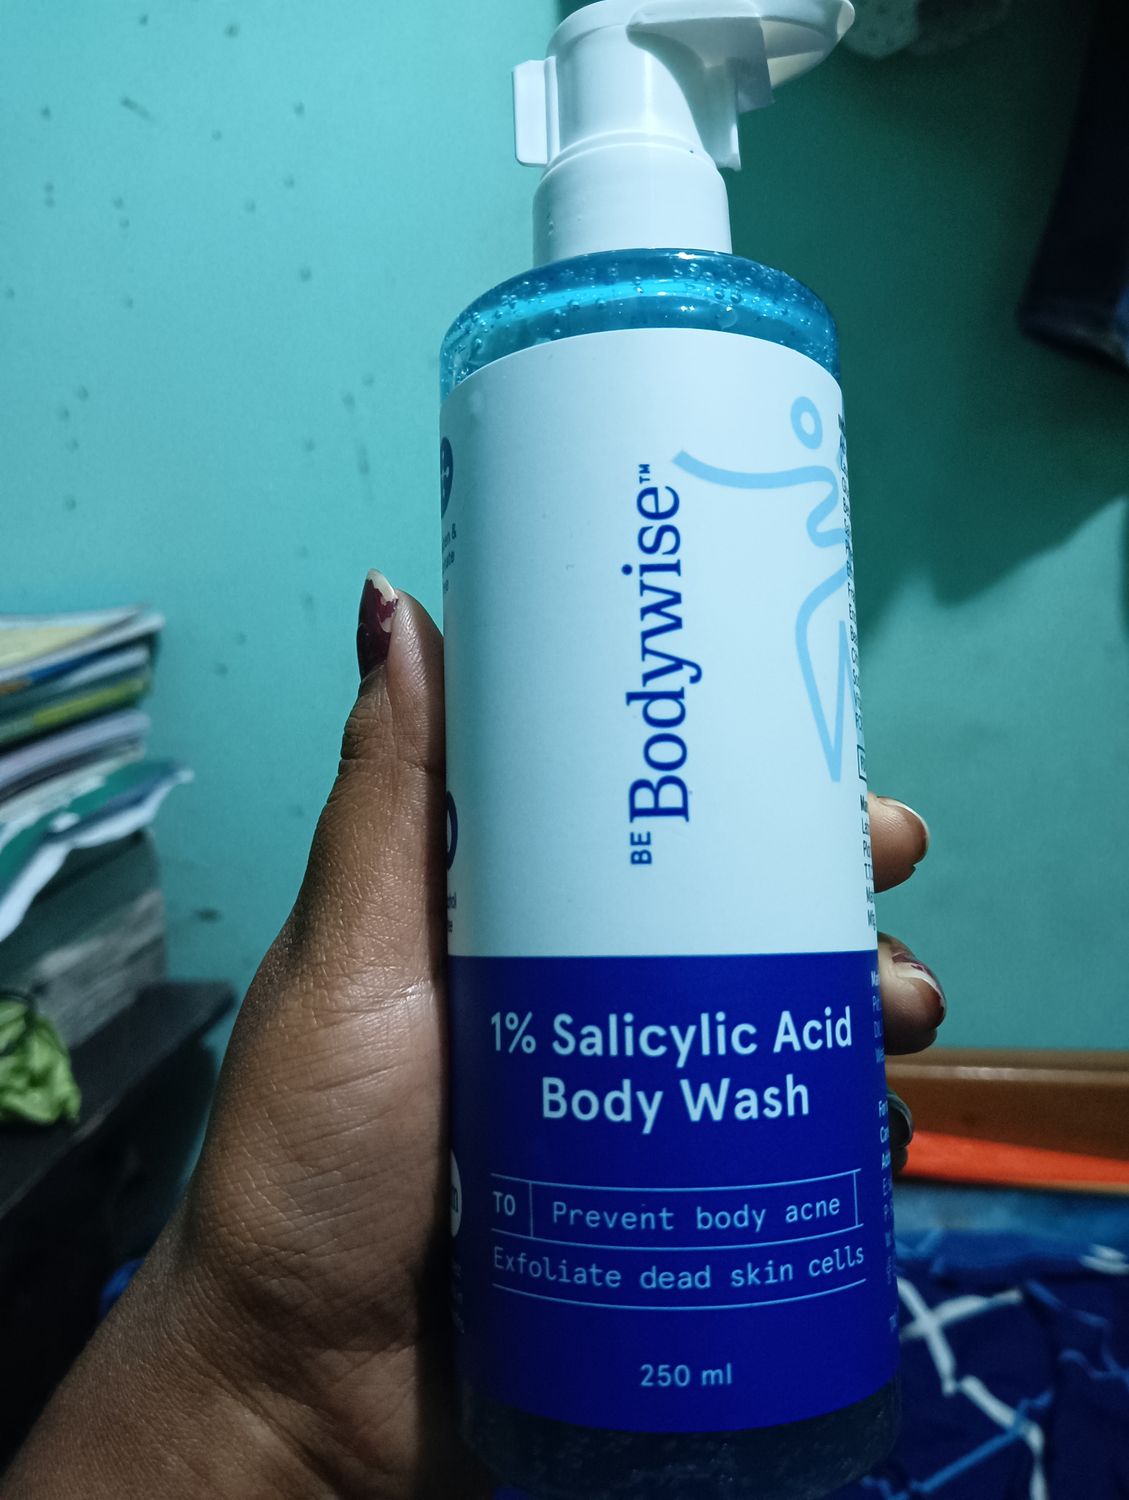 BE Bodywise™
1% Salicylic Acid
Body Wash
TO Prevent body acne
Exfoliate dead skin cells
250 ml